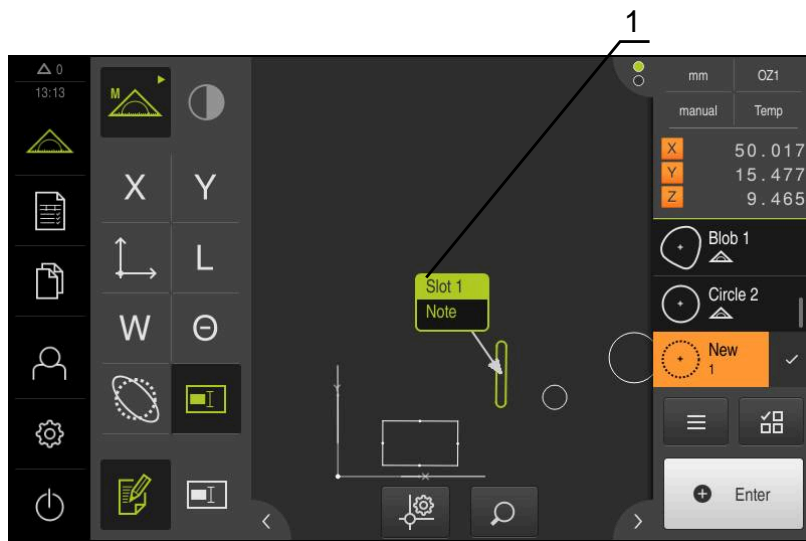 1
0
13:13
M
X Y
L
W Θ
Slot 1
Note
Y
X
mm OZ1
manual Temp
X 50.017
Y 15.477
Z 9.465
Blob 1
Circle 2
New
1
Enter